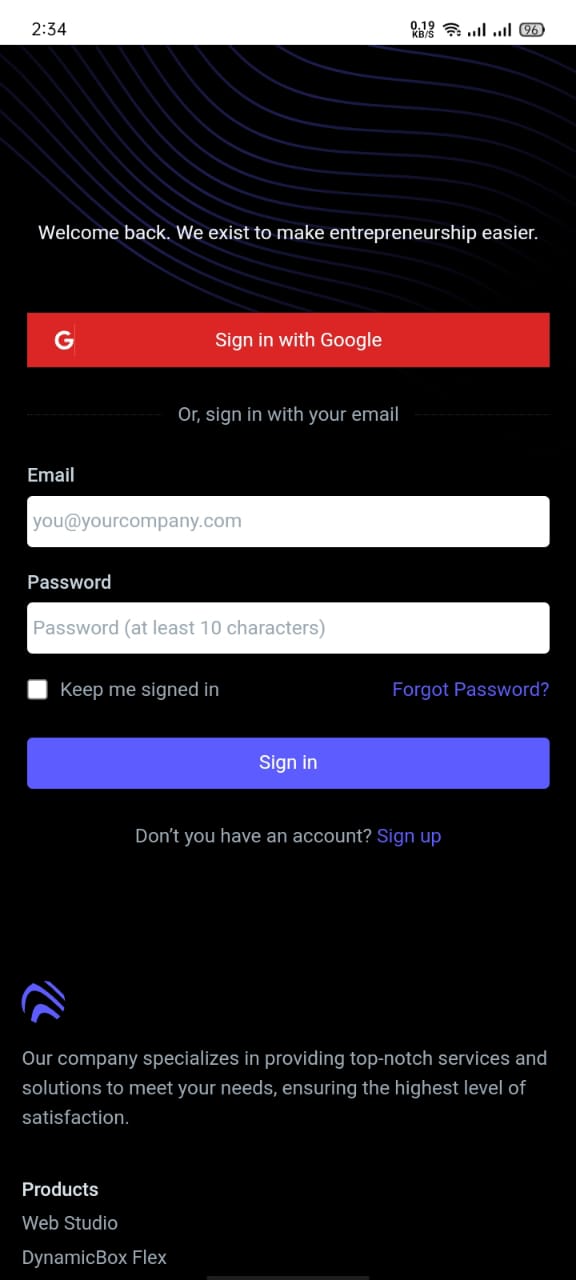 2:34
0.19
KB/S
96
Welcome back. We exist to make entrepreneurship easier.
G
Sign in with Google
Or, sign in with your email
Email
you@yourcompany.com
Password
Password (at least 10 characters)
Keep me signed in
Forgot Password?
Sign in
Don’t you have an account? Sign up
Our company specializes in providing top-notch services and
solutions to meet your needs, ensuring the highest level of
satisfaction.
Products
Web Studio
DynamicBox Flex